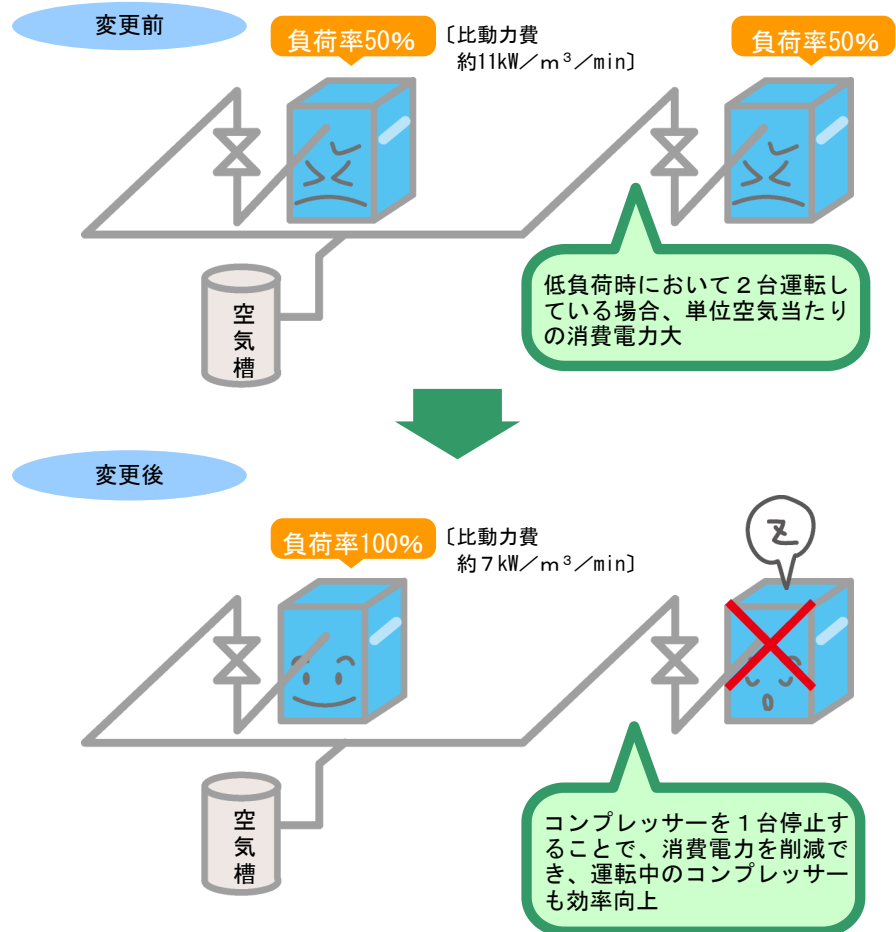 変更前
負荷率50%
〔比動力費
約11kW/m³/min〕
負荷率50%
低負荷時において２台運転し
ている場合、単位空気当たり
の消費電力大
空
気
槽
変更後
負荷率100%
〔比動力費
約７kW/m³/min〕
Z
コンプレッサーを１台停止す
ることで、消費電力を削減で
き、運転中のコンプレッサー
も効率向上
空
気
槽